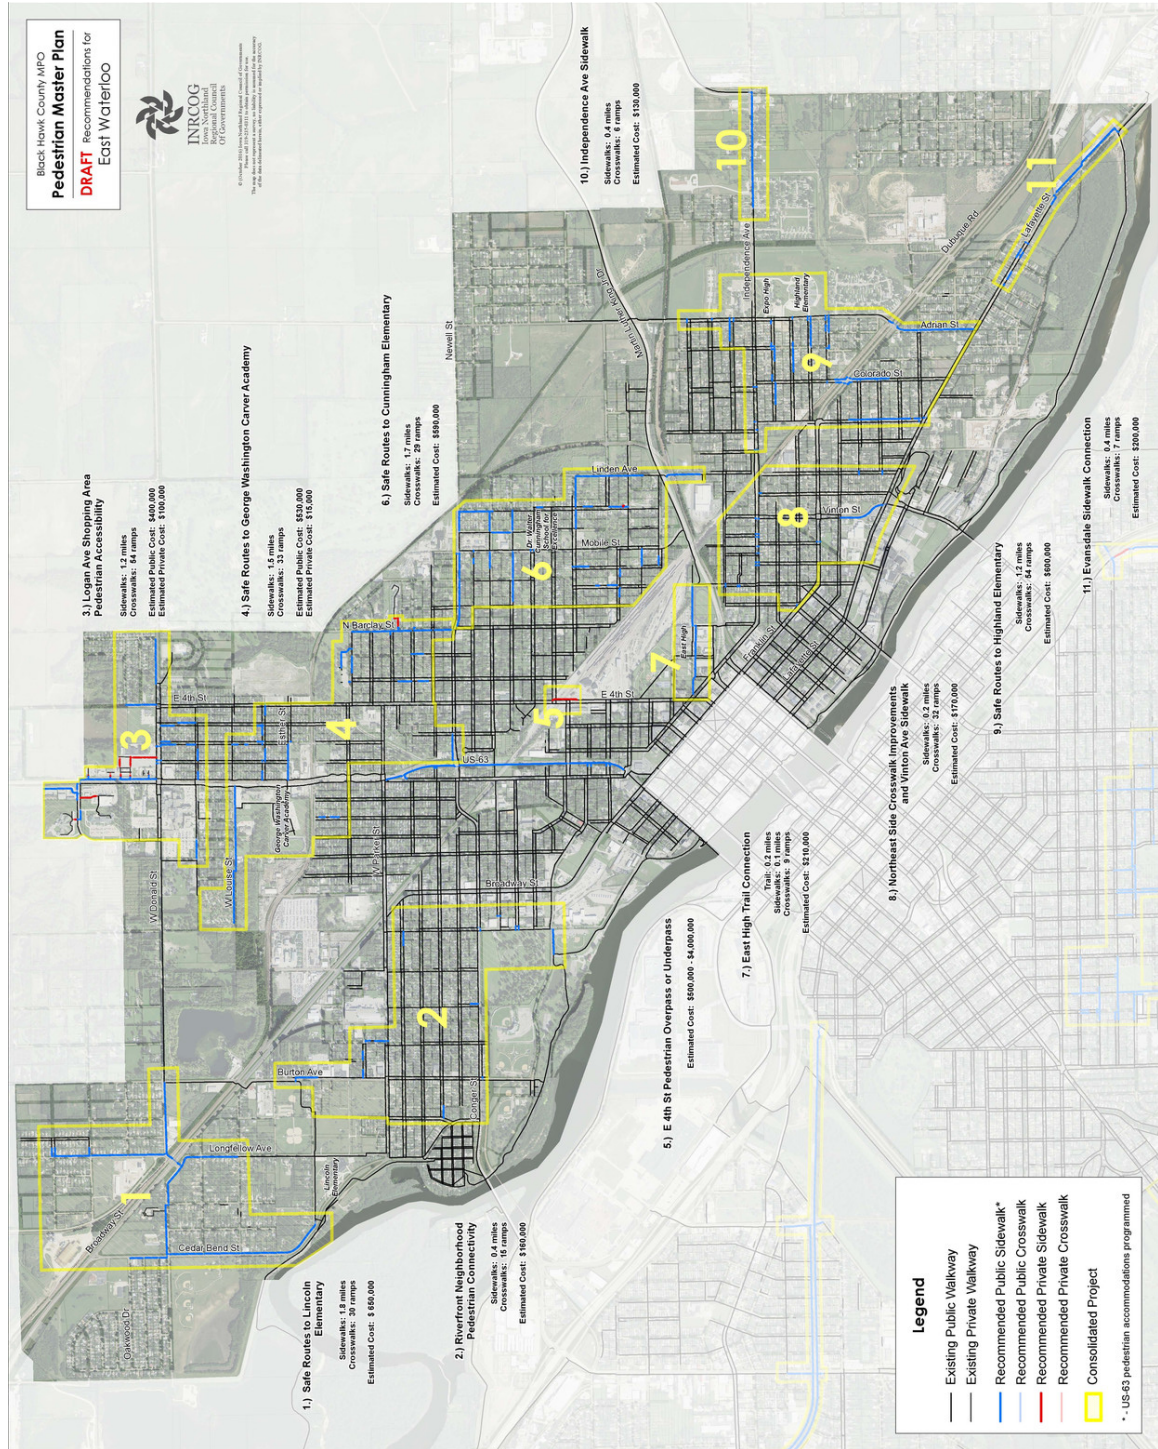 Black Hawk County MPO
Pedestrian Master Plan
DRAFT Recommendations for
East Waterloo
INRCOG
Iowa Northland
Regional Council
Of Governments
1.) Safe Routes to Lincoln
Elementary
Sidewalks: 1.8 miles
Crosswalks: 30 ramps
Estimated Cost: $ 650,000
2.) Riverfront Neighborhood
Pedestrian Connectivity
Sidewalks: 0.4 miles
Crosswalks: 15 ramps
Estimated Cost: $160,000
3.) Logan Ave Shopping Area
Pedestrian Accessibility
Sidewalks: 1.2 miles
Crosswalks: 54 ramps
Estimated Public Cost: $400,000
Estimated Private Cost: $100,000
4.) Safe Routes to George Washington Carver Academy
Sidewalks: 1.5 miles
Crosswalks: 33 ramps
Estimated Public Cost: $530,000
Estimated Private Cost: $15,000
5.) E 4th St Pedestrian Overpass or Underpass
Estimated Cost: $500,000 - $4,000,000
6.) Safe Routes to Cunningham Elementary
Sidewalks: 1.7 miles
Crosswalks: 29 ramps
Estimated Cost: $590,000
7.) East High Trail Connection
Trail: 0.2 miles
Sidewalks: 0.1 miles
Crosswalks: 9 ramps
Estimated Cost: $210,000
8.) Northeast Side Crosswalk Improvements
and Vinton Ave Sidewalk
Sidewalks: 0.2 miles
Crosswalks: 32 ramps
Estimated Cost: $170,000
9.) Safe Routes to Highland Elementary
Sidewalks: 1.2 miles
Crosswalks: 54 ramps
Estimated Cost: $600,000
10.) Independence Ave Sidewalk
Sidewalks: 0.4 miles
Crosswalks: 6 ramps
Estimated Cost: $130,000
11.) Evansdale Sidewalk Connection
Sidewalks: 0.4 miles
Crosswalks: 7 ramps
Estimated Cost: $200,000
1
2
3
4
5
6
7
8
9
10
11
Oakwood Dr
Broadway St
Cedar Bend St
Longfellow Ave
Lincoln
Elementary
Burton Ave
Conger St
W Donald St
W Louise St
George Washington
Carver Academy
W Parker St
Broadway St
US-63
E 4th St
Esther St
N Barclay St
E 4th St
East High
Franklin St
Lafayette St
Newell St
Linden Ave
Dr. Walter
Cunningham
School for
Excellence
Mobile St
Martin Luther King Jr Dr
Vinton St
Independence Ave
Expo High
Highland
Elementary
Colorado St
Adrian St
Dubuque Rd
Lafayette St
Legend
Existing Public Walkway
Existing Private Walkway
Recommended Public Sidewalk*
Recommended Public Crosswalk
Recommended Private Sidewalk
Recommended Private Crosswalk
Consolidated Project
* - US-63 pedestrian accommodations programmed